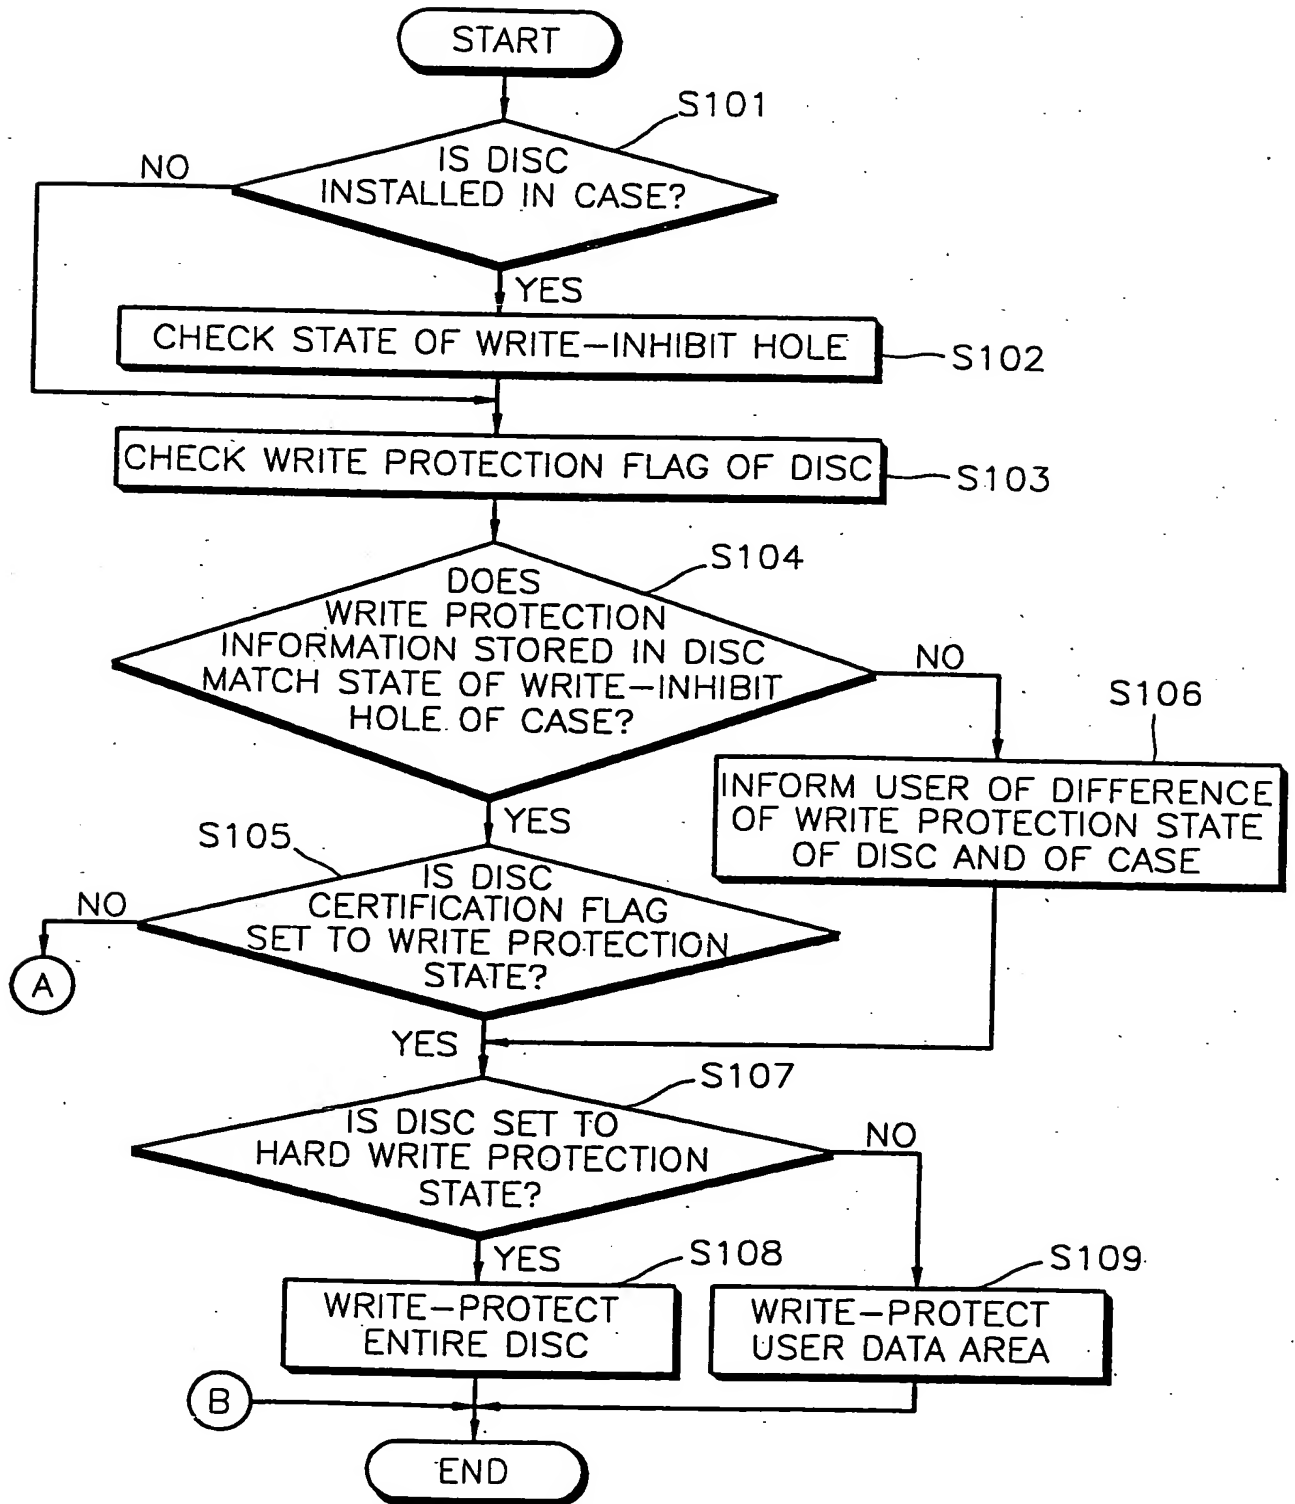 START
S101
IS DISC
INSTALLED IN CASE?
NO
YES
CHECK STATE OF WRITE-INHIBIT HOLE
S102
CHECK WRITE PROTECTION FLAG OF DISC
S103
S104
DOES
WRITE PROTECTION
INFORMATION STORED IN DISC
MATCH STATE OF WRITE-INHIBIT
HOLE OF CASE?
NO
S106
INFORM USER OF DIFFERENCE
OF WRITE PROTECTION STATE
OF DISC AND OF CASE
YES
S105
IS DISC
CERTIFICATION FLAG
SET TO WRITE PROTECTION
STATE?
NO
A
YES
S107
IS DISC SET TO
HARD WRITE PROTECTION
STATE?
NO
YES
S108
WRITE-PROTECT
ENTIRE DISC
S109
WRITE-PROTECT
USER DATA AREA
B
END